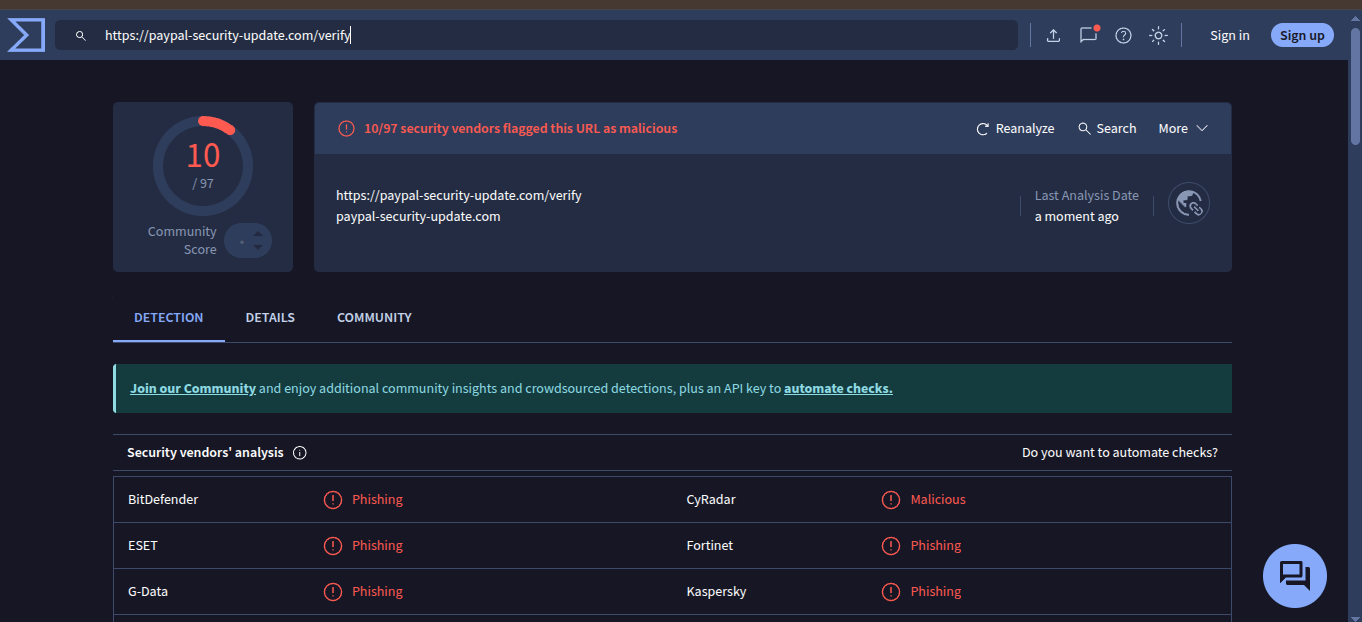 https://paypal-security-update.com/verify
Sign in
Sign up
10
/ 97
Community
Score
10/97 security vendors flagged this URL as malicious
Reanalyze
Search
More
https://paypal-security-update.com/verify
paypal-security-update.com
Last Analysis Date
a moment ago
DETECTION
DETAILS
COMMUNITY
Join our Community and enjoy additional community insights and crowdsourced detections, plus an API key to automate checks.
Security vendors' analysis
Do you want to automate checks?
BitDefender Phishing CyRadar Malicious
ESET Phishing Fortinet Phishing
G-Data Phishing Kaspersky Phishing